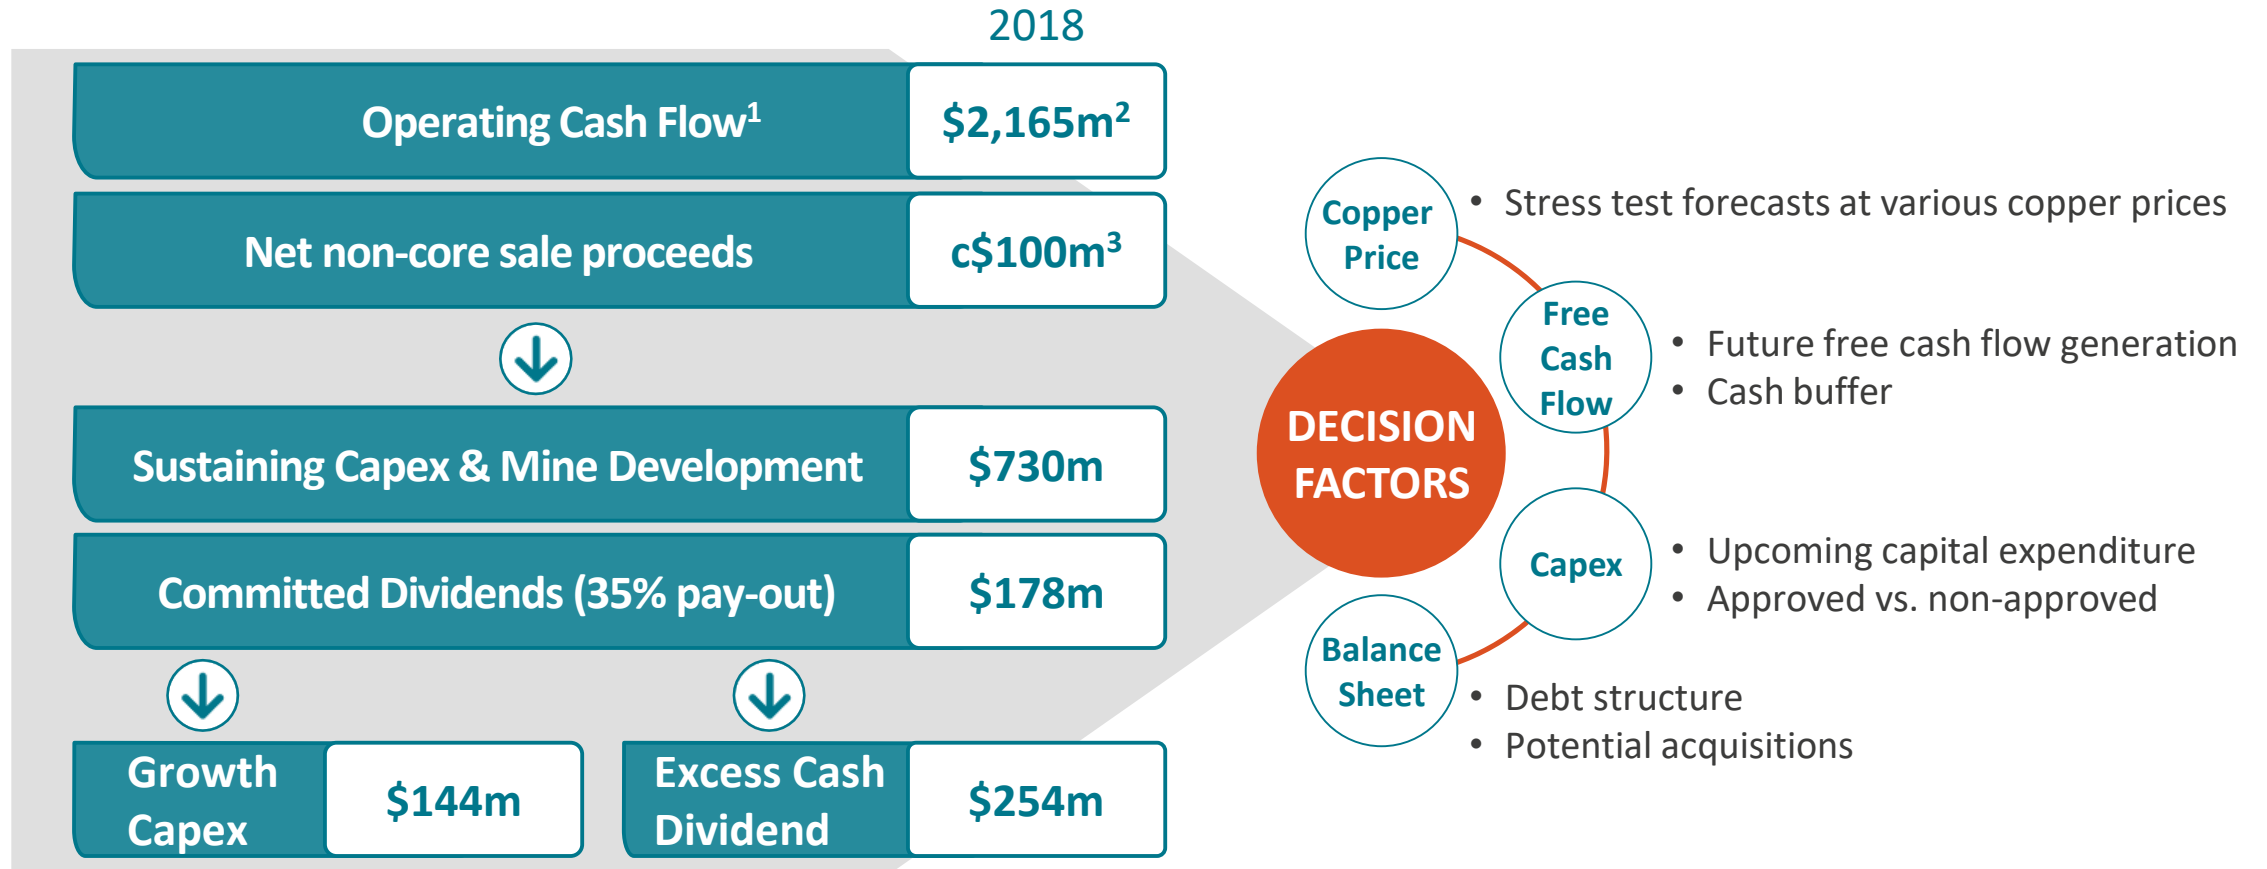 2018
Operating Cash Flow¹
$2,165m²
Net non-core sale proceeds
c$100m³
Sustaining Capex & Mine Development
$730m
Committed Dividends (35% pay-out)
$178m
Growth
Capex
$144m
Excess Cash
Dividend
$254m
DECISION
FACTORS
Copper
Price
• Stress test forecasts at various copper prices
Free
Cash
Flow
• Future free cash flow generation
• Cash buffer
Capex
• Upcoming capital expenditure
• Approved vs. non-approved
Balance
Sheet
• Debt structure
• Potential acquisitions